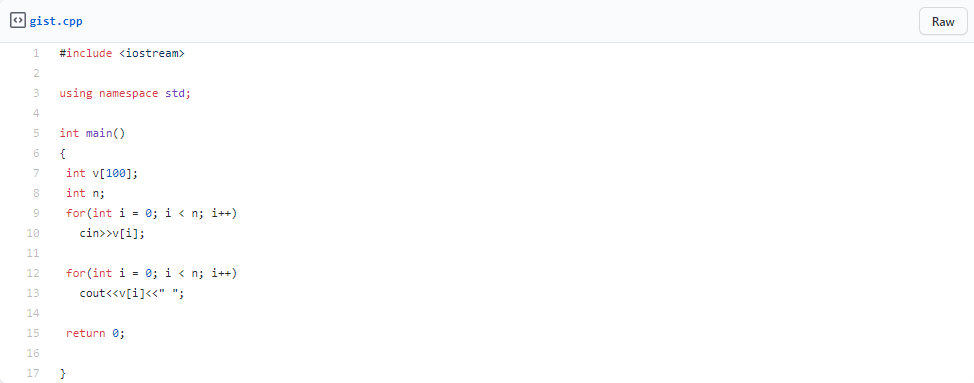 gist.cpp
Raw
1 #include <iostream>
2
3 using namespace std;
4
5 int main()
6 {
7 int v[100];
8 int n;
9 for(int i = 0; i < n; i++)
10 cin>>v[i];
11
12 for(int i = 0; i < n; i++)
13 cout<<v[i]<<" ";
14
15 return 0;
16
17 }